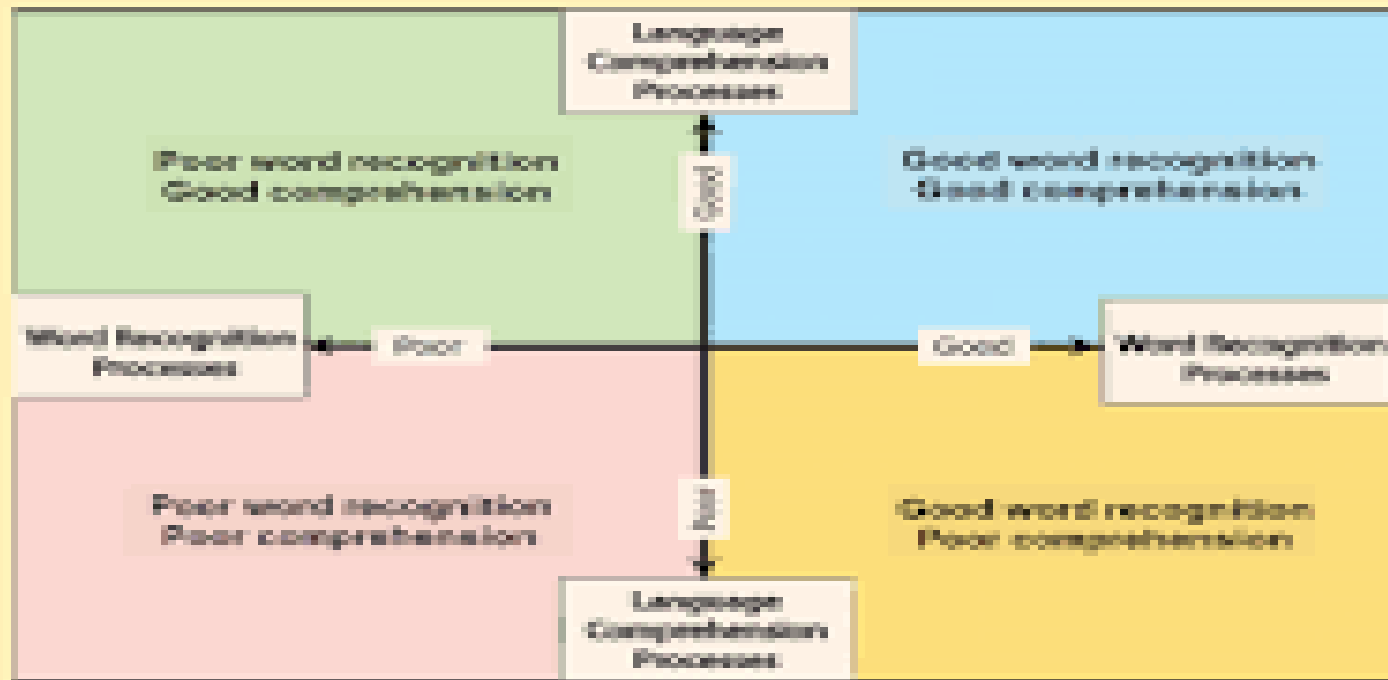 Language
Comprehension
Processes
Poor word recognition
Good comprehension
Good
Good word recognition
Good comprehension
Word Recognition
Processes
Poor
Good
Word Recognition
Processes
Poor word recognition
Poor comprehension
Poor
Good word recognition
Poor comprehension
Language
Comprehension
Processes